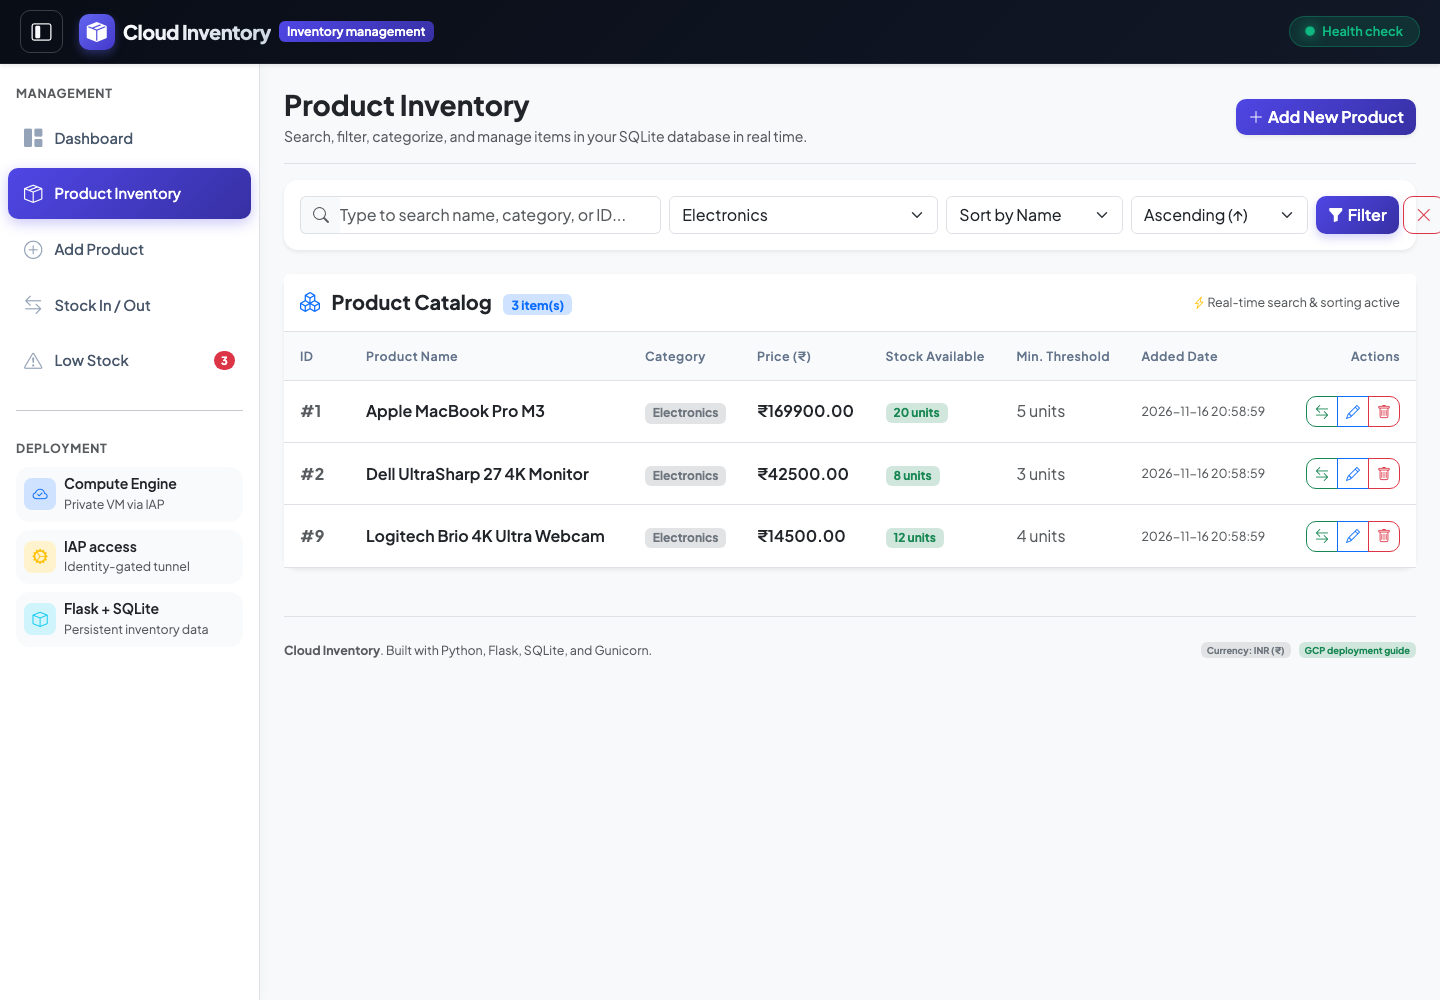 Cloud Inventory Inventory management Health check
MANAGEMENT
Dashboard
Product Inventory
Add Product
Stock In / Out
Low Stock 3
DEPLOYMENT
Compute Engine
Private VM via IAP
IAP access
Identity-gated tunnel
Flask + SQLite
Persistent inventory data
Product Inventory
Search, filter, categorize, and manage items in your SQLite database in real time.
+ Add New Product
Type to search name, category, or ID... Electronics Sort by Name Ascending (↑) Filter
Product Catalog 3 item(s) Real-time search & sorting active
ID Product Name Category Price (₹) Stock Available Min. Threshold Added Date Actions
#1 Apple MacBook Pro M3 Electronics ₹169900.00 20 units 5 units 2026-11-16 20:58:59
#2 Dell UltraSharp 27 4K Monitor Electronics ₹42500.00 8 units 3 units 2026-11-16 20:58:59
#9 Logitech Brio 4K Ultra Webcam Electronics ₹14500.00 12 units 4 units 2026-11-16 20:58:59
Cloud Inventory. Built with Python, Flask, SQLite, and Gunicorn. Currency: INR (₹) GCP deployment guide